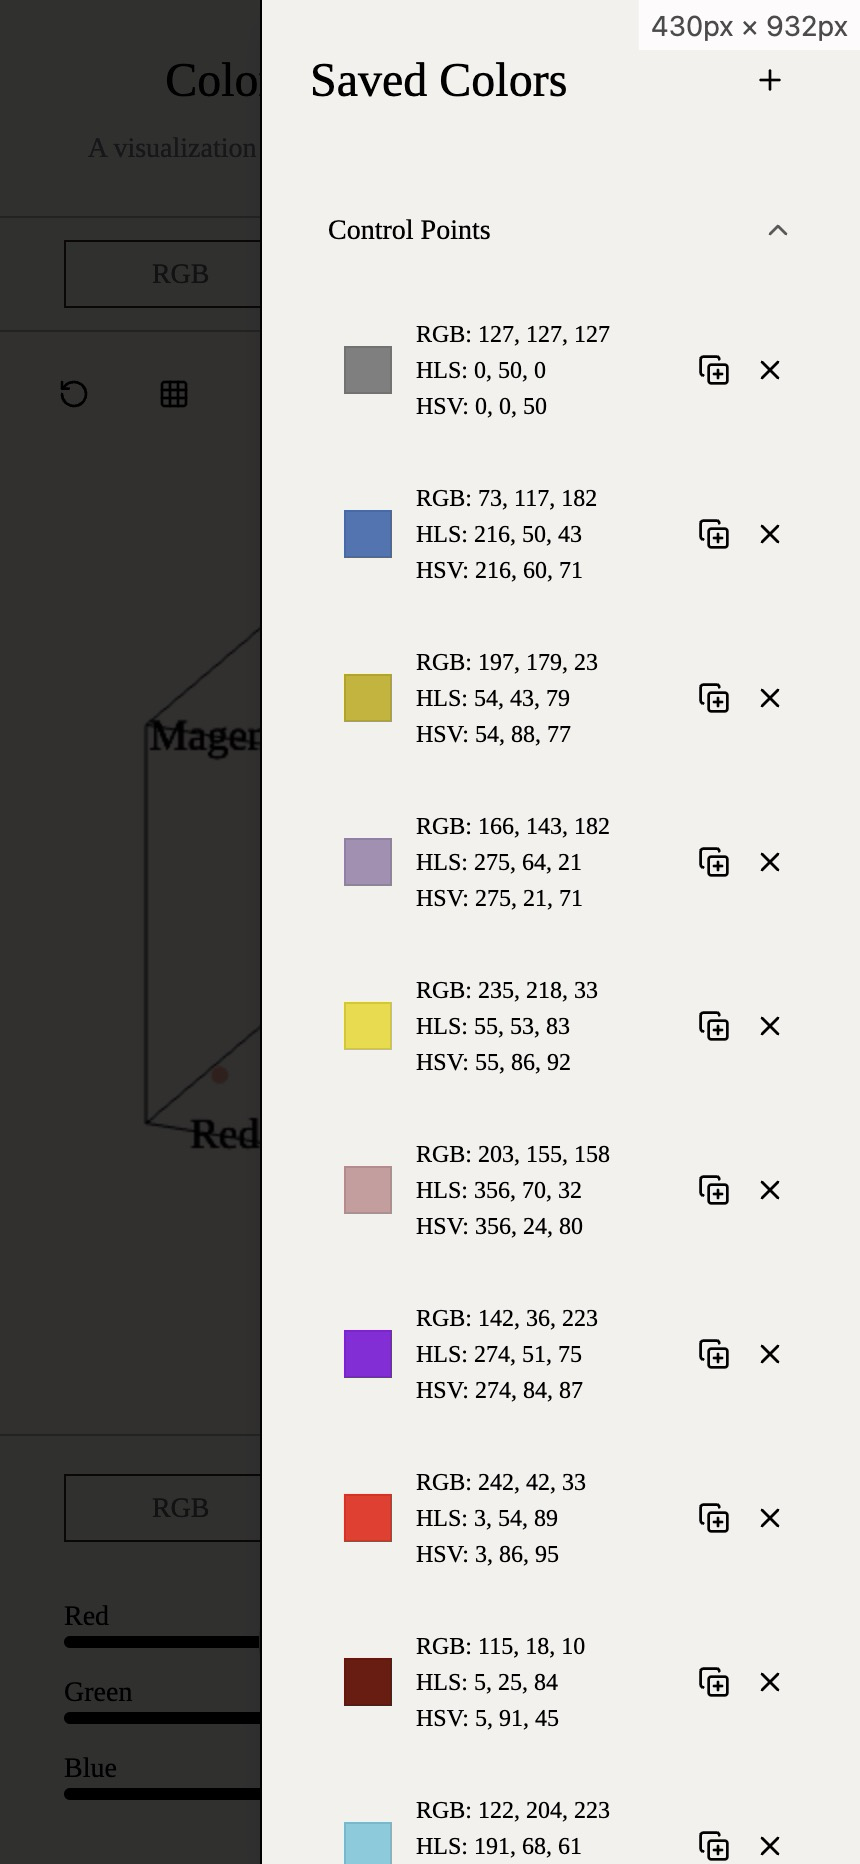 430px × 932px
Saved Colors
A visualization
Control Points
RGB
RGB: 127, 127, 127
HLS: 0, 50, 0
HSV: 0, 0, 50
RGB: 73, 117, 182
HLS: 216, 50, 43
HSV: 216, 60, 71
RGB: 197, 179, 23
HLS: 54, 43, 79
HSV: 54, 88, 77
RGB: 166, 143, 182
HLS: 275, 64, 21
HSV: 275, 21, 71
RGB: 235, 218, 33
HLS: 55, 53, 83
HSV: 55, 86, 92
Red
RGB: 203, 155, 158
HLS: 356, 70, 32
HSV: 356, 24, 80
RGB: 142, 36, 223
HLS: 274, 51, 75
HSV: 274, 84, 87
RGB
RGB: 242, 42, 33
HLS: 3, 54, 89
HSV: 3, 86, 95
Red
Green
Blue
RGB: 115, 18, 10
HLS: 5, 25, 84
HSV: 5, 91, 45
RGB: 122, 204, 223
HLS: 191, 68, 61